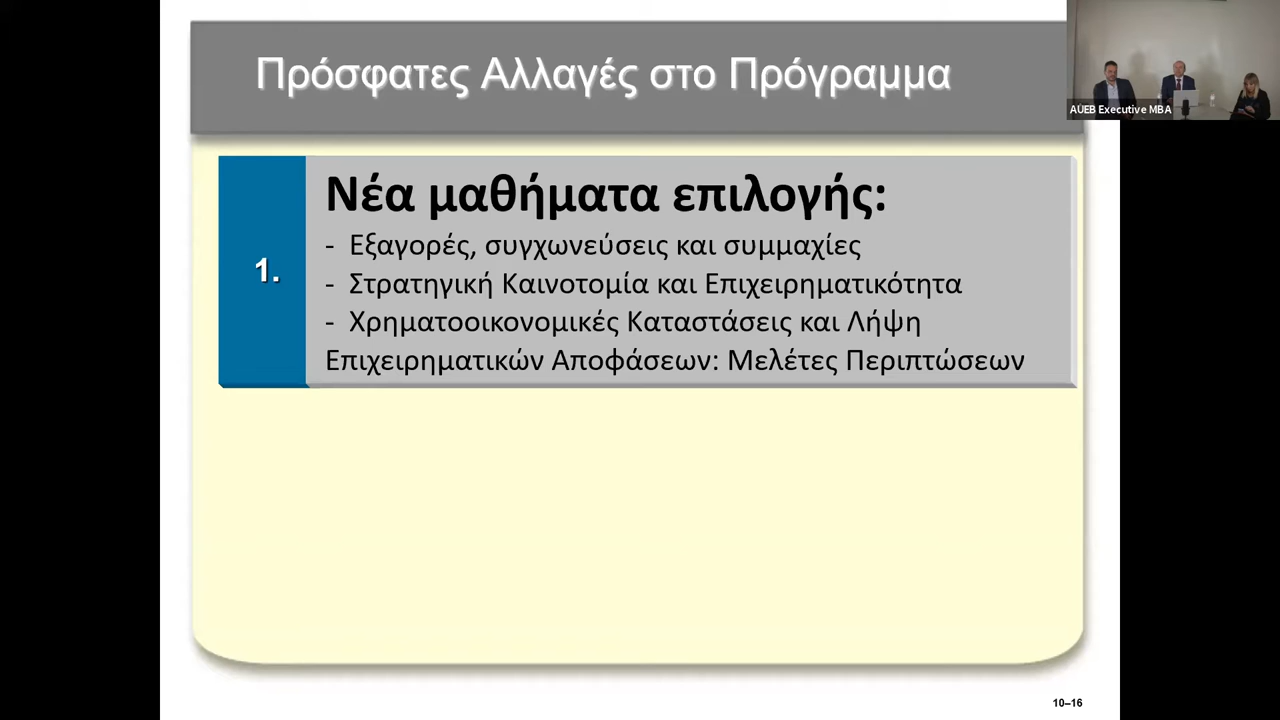 Πρόσφατες Αλλαγές στο Πρόγραμμα
AUEB Executive MBA
1.
Νέα μαθήματα επιλογής:
- Εξαγορές, συγχωνεύσεις και συμμαχίες
- Στρατηγική Καινοτομία και Επιχειρηματικότητα
- Χρηματοοικονομικές Καταστάσεις και Λήψη
Επιχειρηματικών Αποφάσεων: Μελέτες Περιπτώσεων
10–16